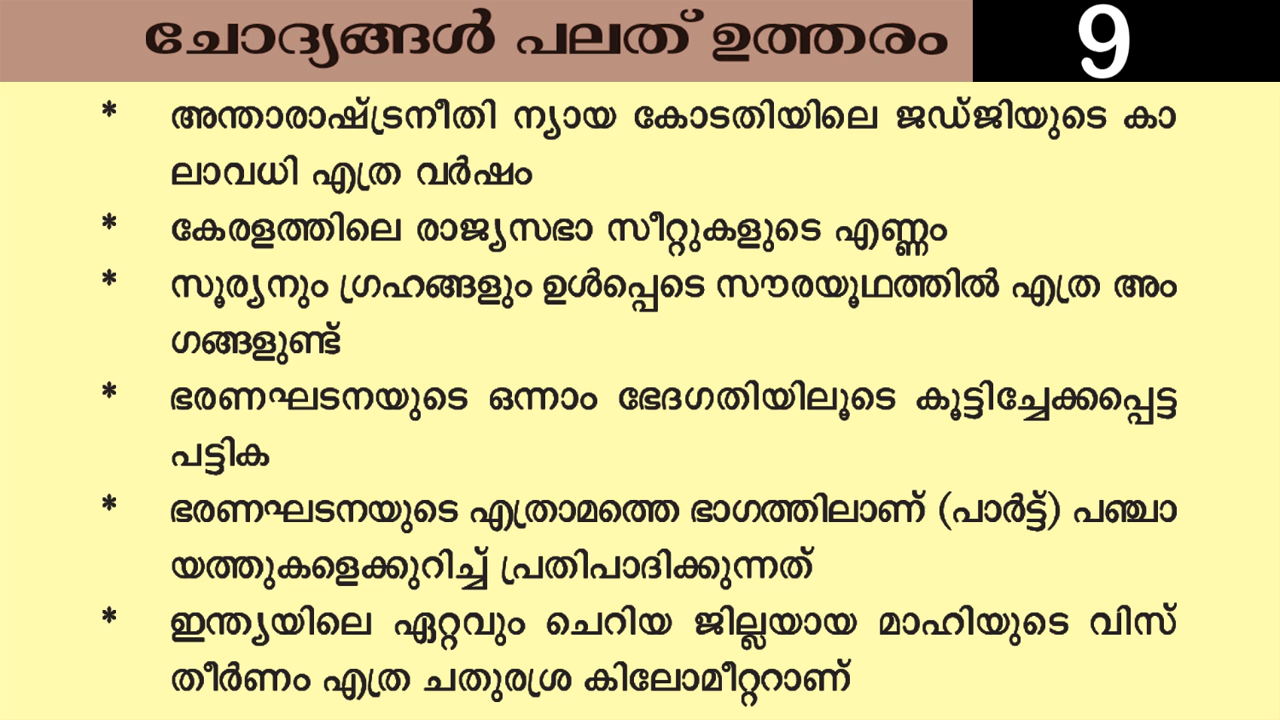 ചോദ്യങ്ങൾ പലത് ഉത്തരം 9
* അന്താരാഷ്ട്രനീതി ന്യായ കോടതിയിലെ ജഡ്ജിയുടെ കാ
ലാവധി എത്ര വർഷം
* കേരളത്തിലെ രാജ്യസഭാ സീറ്റുകളുടെ എണ്ണം
* സൂര്യനും ഗ്രഹങ്ങളും ഉൾപ്പെടെ സൗരയൂഥത്തിൽ എത്ര അം
ഗങ്ങളുണ്ട്
* ഭരണഘടനയുടെ ഒന്നാം ഭേദഗതിയിലൂടെ കൂട്ടിച്ചേക്കപ്പെട്ട
പട്ടിക
* ഭരണഘടനയുടെ എത്രാമത്തെ ഭാഗത്തിലാണ് (പാർട്ട്) പഞ്ചാ
യത്തുകളെക്കുറിച്ച് പ്രതിപാദിക്കുന്നത്
* ഇന്ത്യയിലെ ഏറ്റവും ചെറിയ ജില്ലയായ മാഹിയുടെ വിസ്
തീർണം എത്ര ചതുരശ്ര കിലോമീറ്ററാണ്